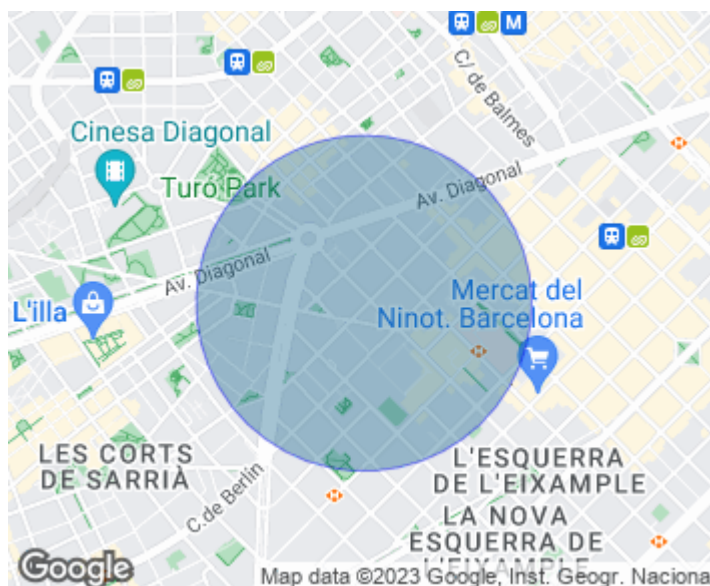 M
C/ de Balmes
Cinesa Diagonal
Turó Park
Av. Diagonal
Av. Diagonal
L'illa
Mercat del
Ninot. Barcelona
LES CORTS
DE SARRIÀ
C. de Berlín
L'ESQUERRA
DE L'EIXAMPLE
LA NOVA
ESQUERRA DE
L'EIXAMPLE
Google
Map data ©2023 Google, Inst. Geogr. Naciona